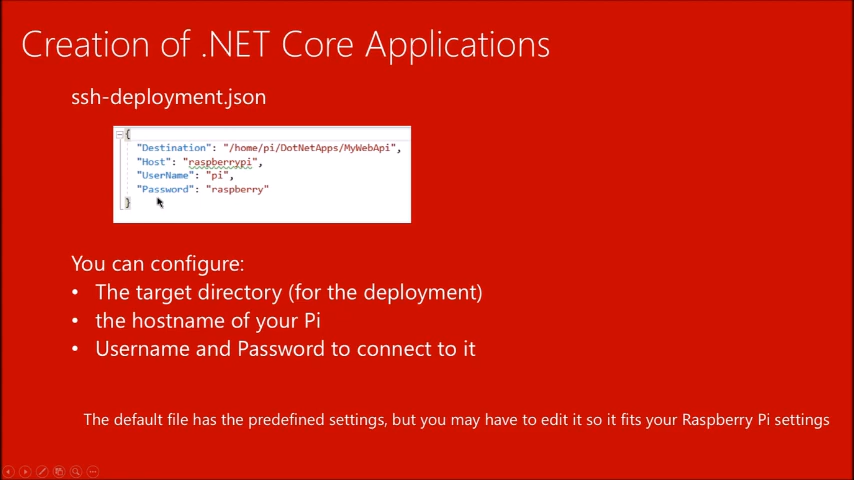 Creation of .NET Core Applications
ssh-deployment.json
{
"Destination": "/home/pi/DotNetApps/MyWebApi",
"Host": "raspberrypi",
"UserName": "pi",
"Password": "raspberry"
}
You can configure:
• The target directory (for the deployment)
• the hostname of your Pi
• Username and Password to connect to it
The default file has the predefined settings, but you may have to edit it so it fits your Raspberry Pi settings